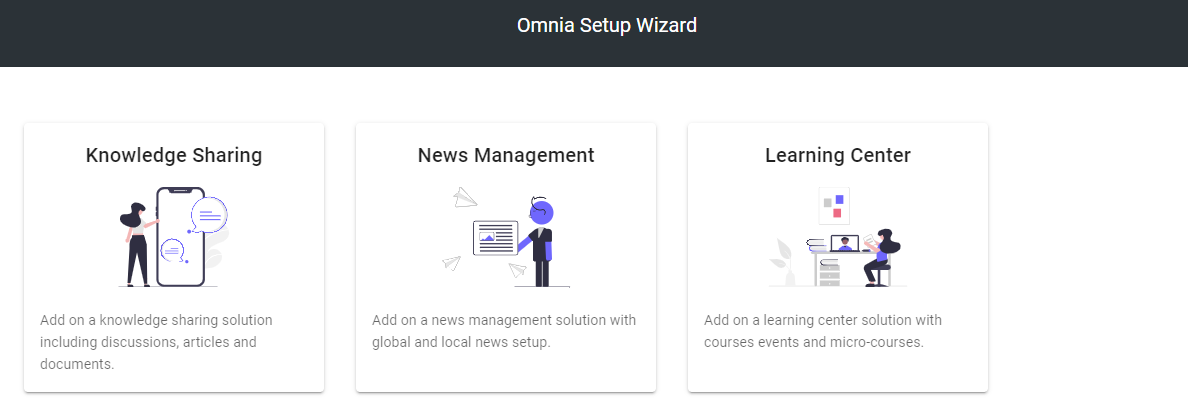 Omnia Setup Wizard
Knowledge Sharing
Add on a knowledge sharing solution
including discussions, articles and
documents.
News Management
Add on a news management solution with
global and local news setup.
Learning Center
Add on a learning center solution with
courses events and micro-courses.